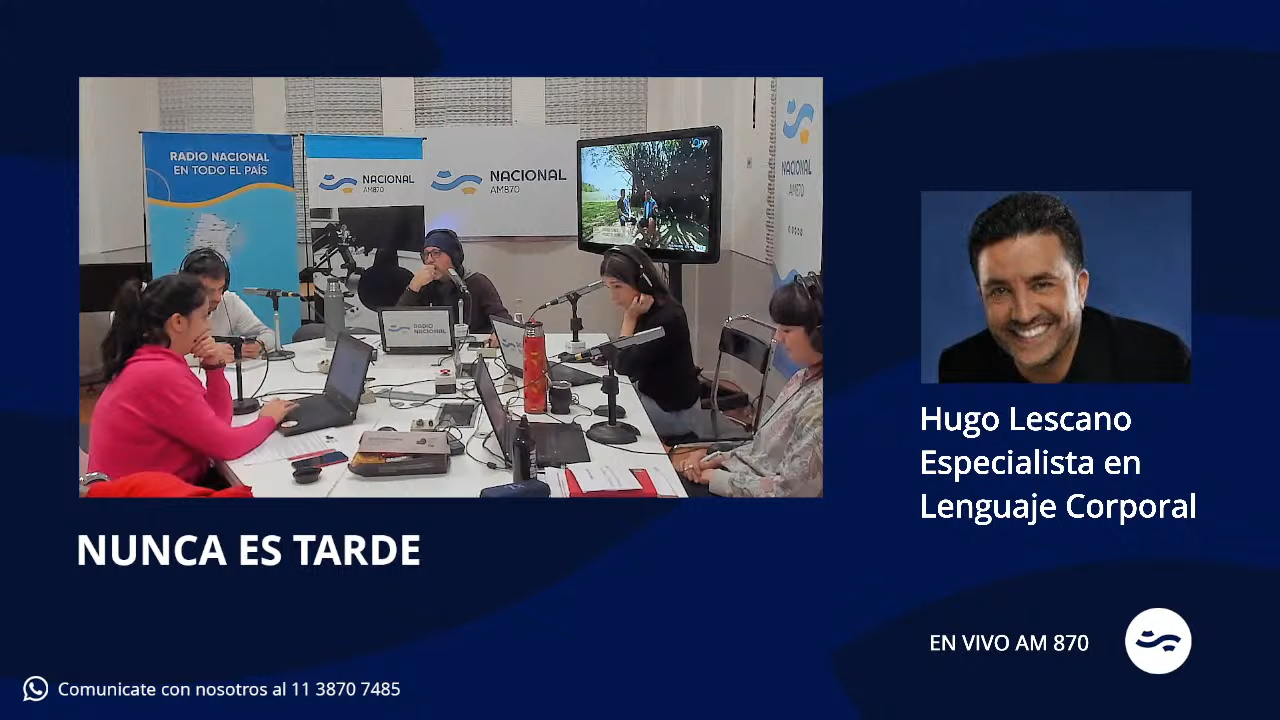 RADIO NACIONAL
EN TODO EL PAÍS
NACIONAL
AM870
NACIONAL
AM870
NACIONAL
AM870
RADIO
NACIONAL
Hugo Lescano
Especialista en
Lenguaje Corporal
NUNCA ES TARDE
EN VIVO AM 870
Comunicate con nosotros al 11 3870 7485